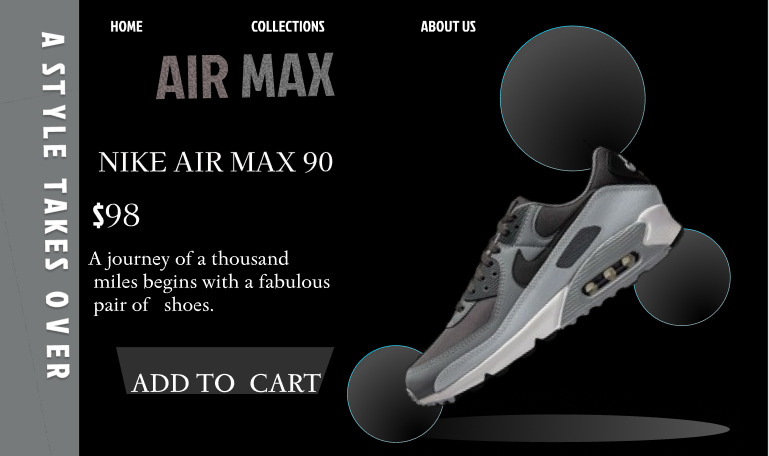 HOME COLLECTIONS ABOUT US
AIR MAX
A STYLE TAKES OVER
NIKE AIR MAX 90
$98
A journey of a thousand
miles begins with a fabulous
pair of shoes.
ADD TO CART